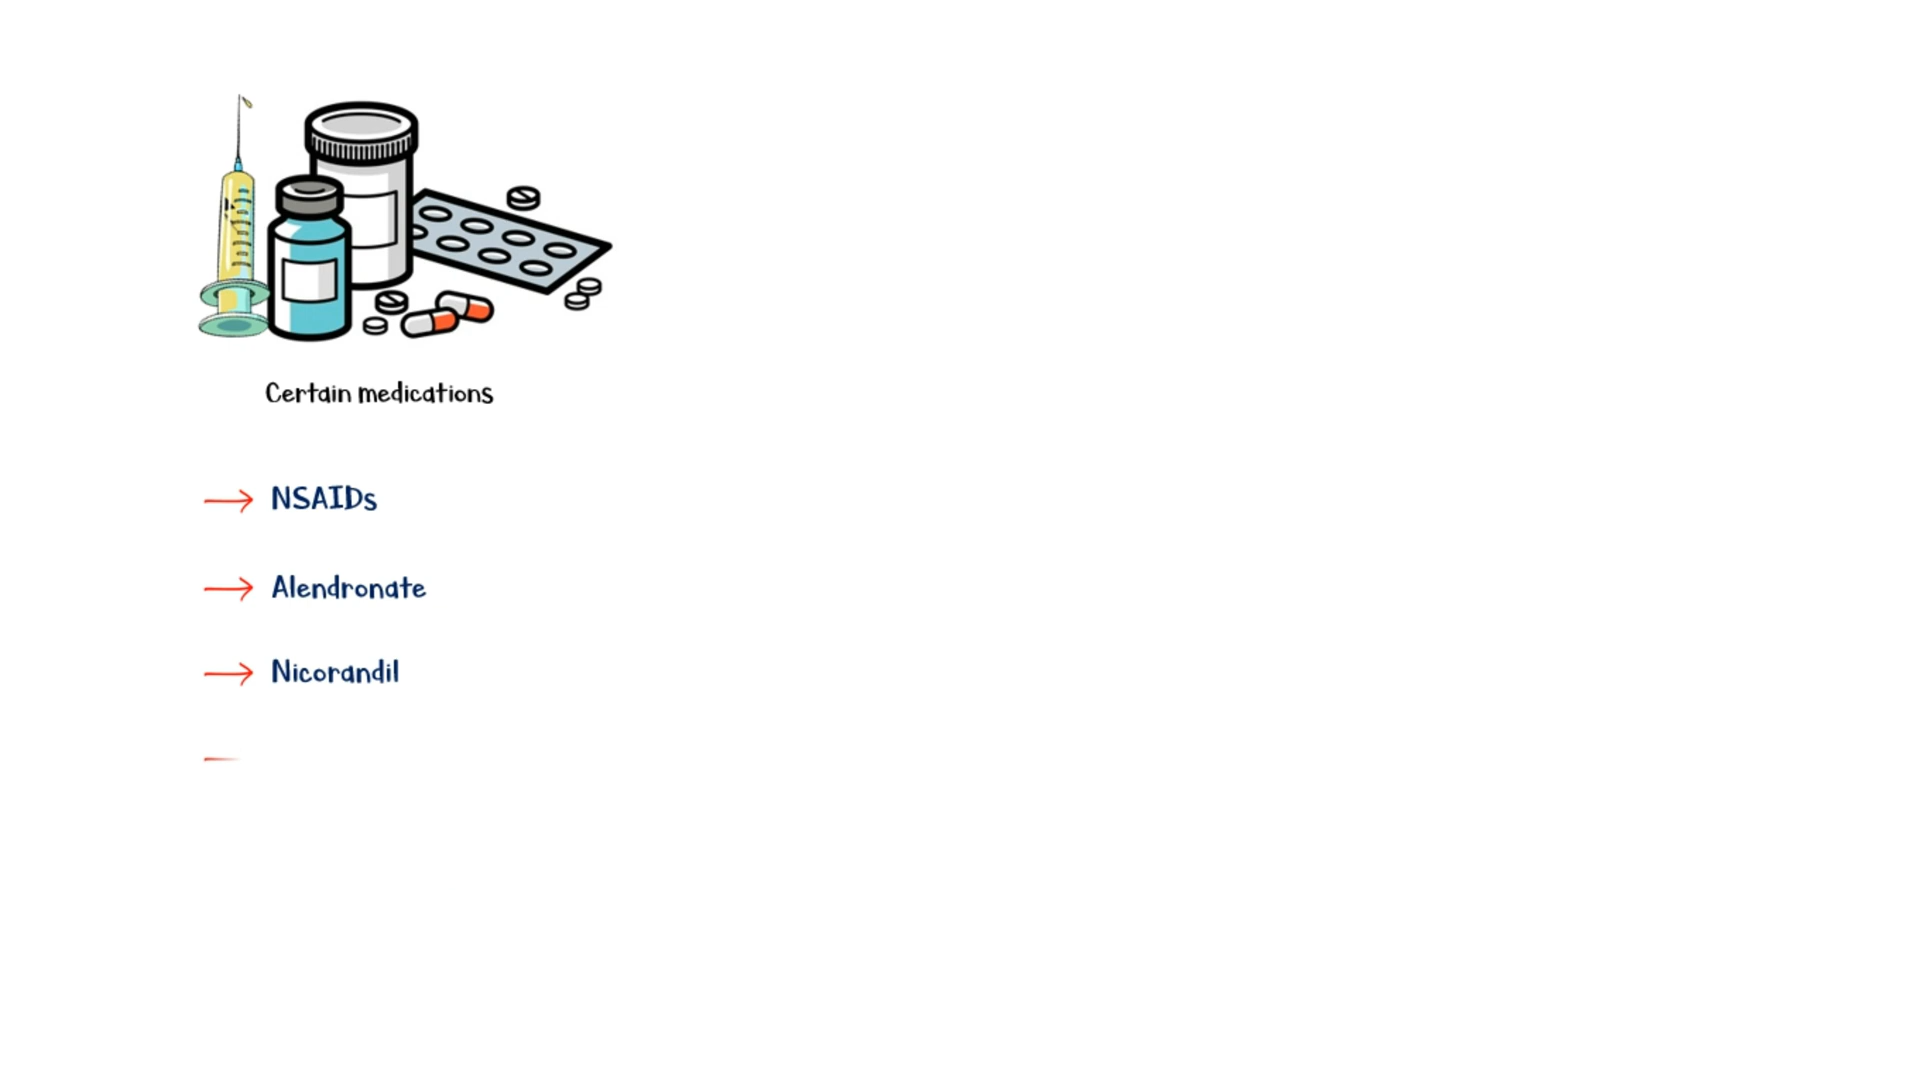 Certain medications
NSAIDs
Alendronate
Nicorandil